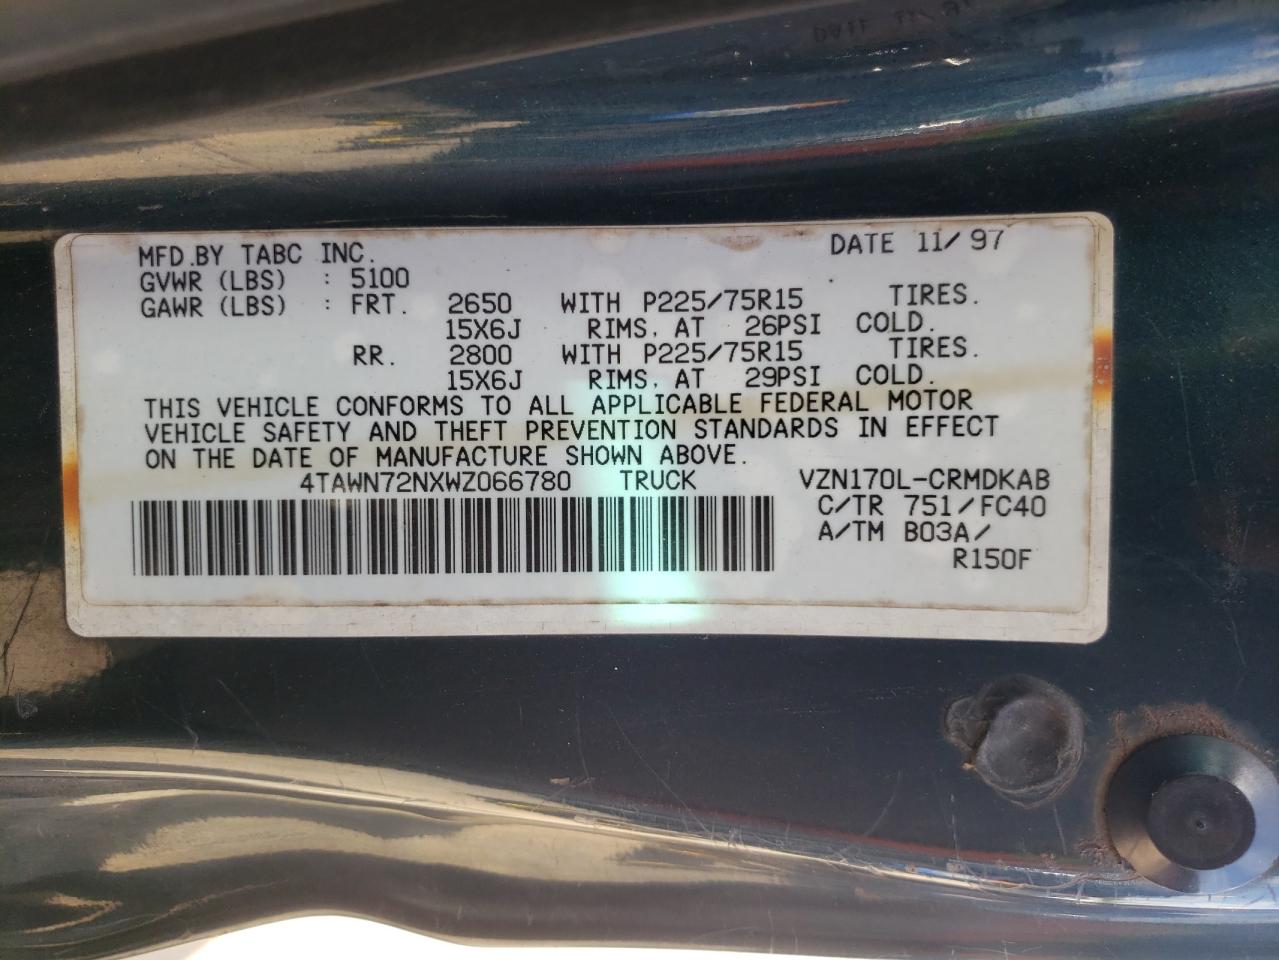 MFD.BY TABC INC. DATE 11/97
GVWR (LBS) : 5100
GAWR (LBS) : FRT. 2650 WITH P225/75R15 TIRES.
15X6J RIMS, AT 26PSI COLD.
RR. 2800 WITH P225/75R15 TIRES.
15X6J RIMS, AT 29PSI COLD.
THIS VEHICLE CONFORMS TO ALL APPLICABLE FEDERAL MOTOR
VEHICLE SAFETY AND THEFT PREVENTION STANDARDS IN EFFECT
ON THE DATE OF MANUFACTURE SHOWN ABOVE.
4TAWN72NXWZ066780 TRUCK VZN170L-CRMDKAB
C/TR 751/FC40
A/TM B03A/
R150F